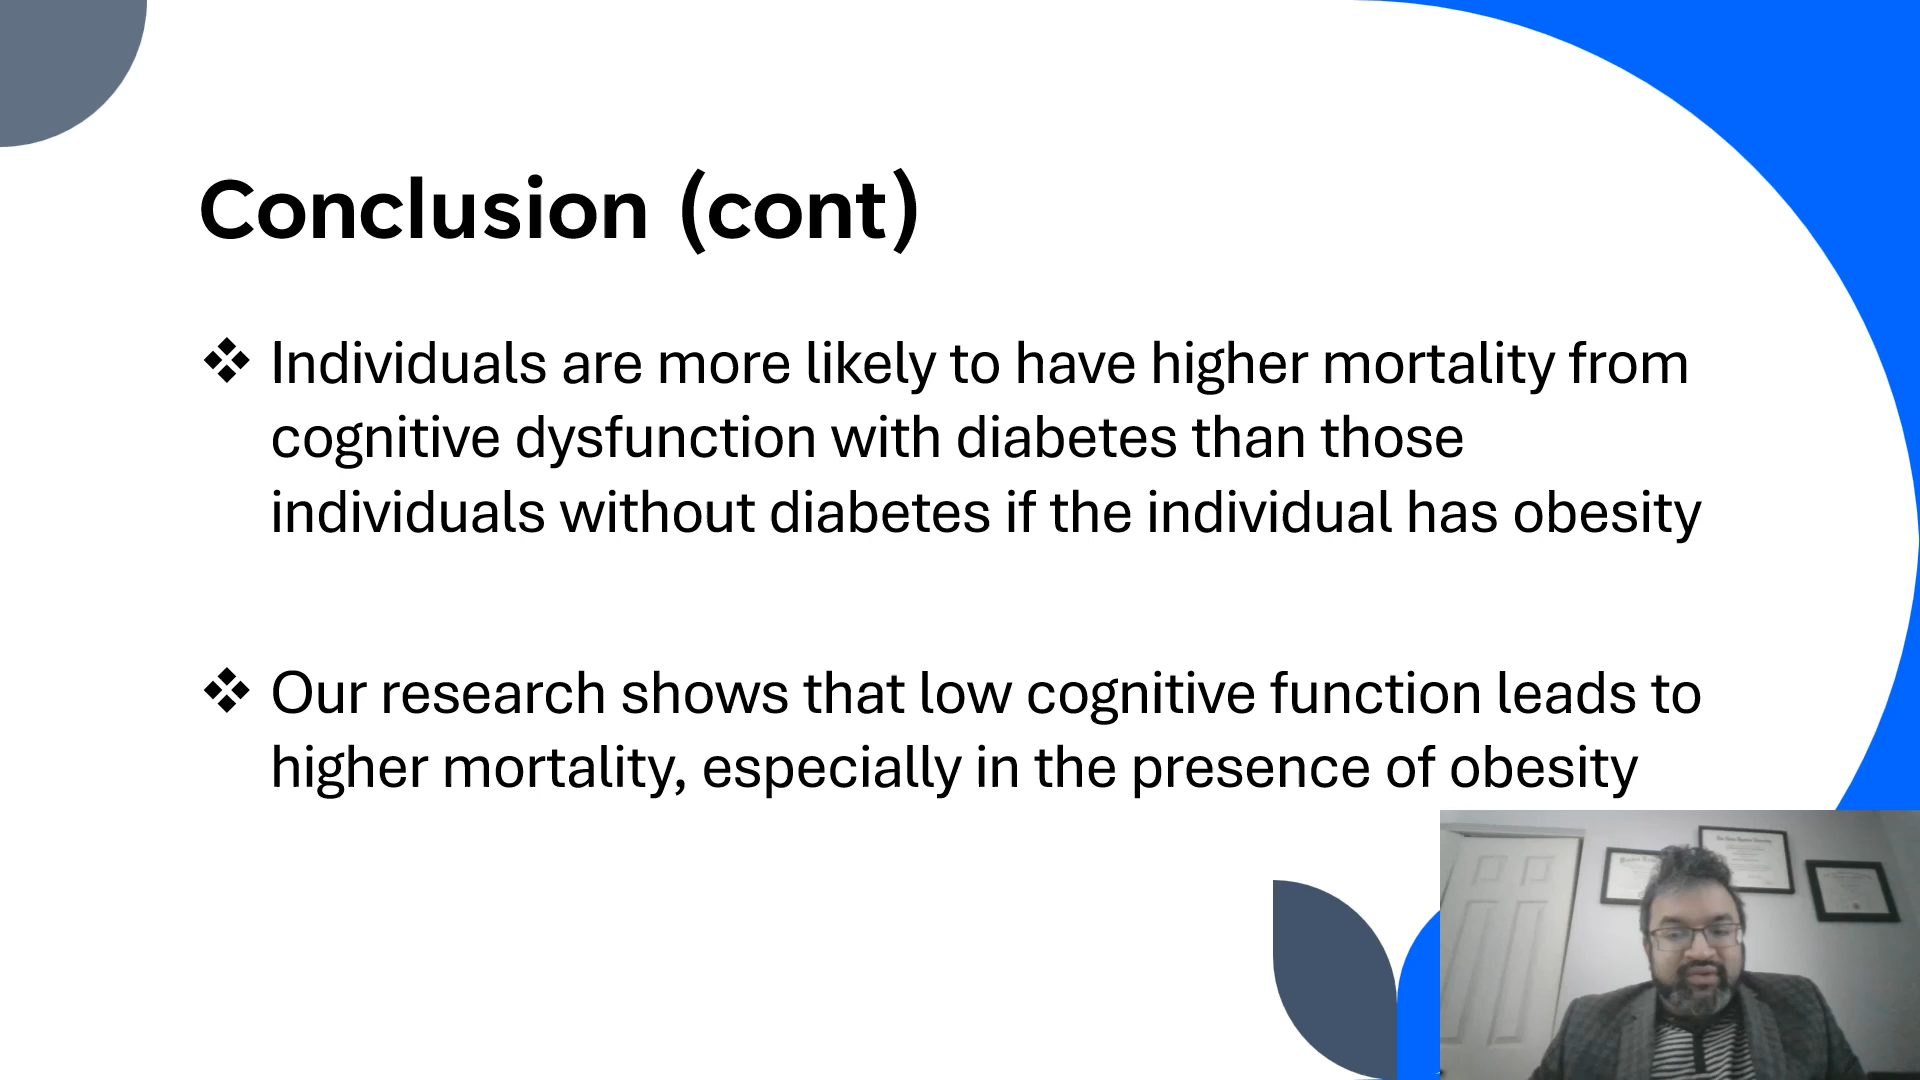 Conclusion (cont)
❖ Individuals are more likely to have higher mortality from
cognitive dysfunction with diabetes than those
individuals without diabetes if the individual has obesity
❖ Our research shows that low cognitive function leads to
higher mortality, especially in the presence of obesity